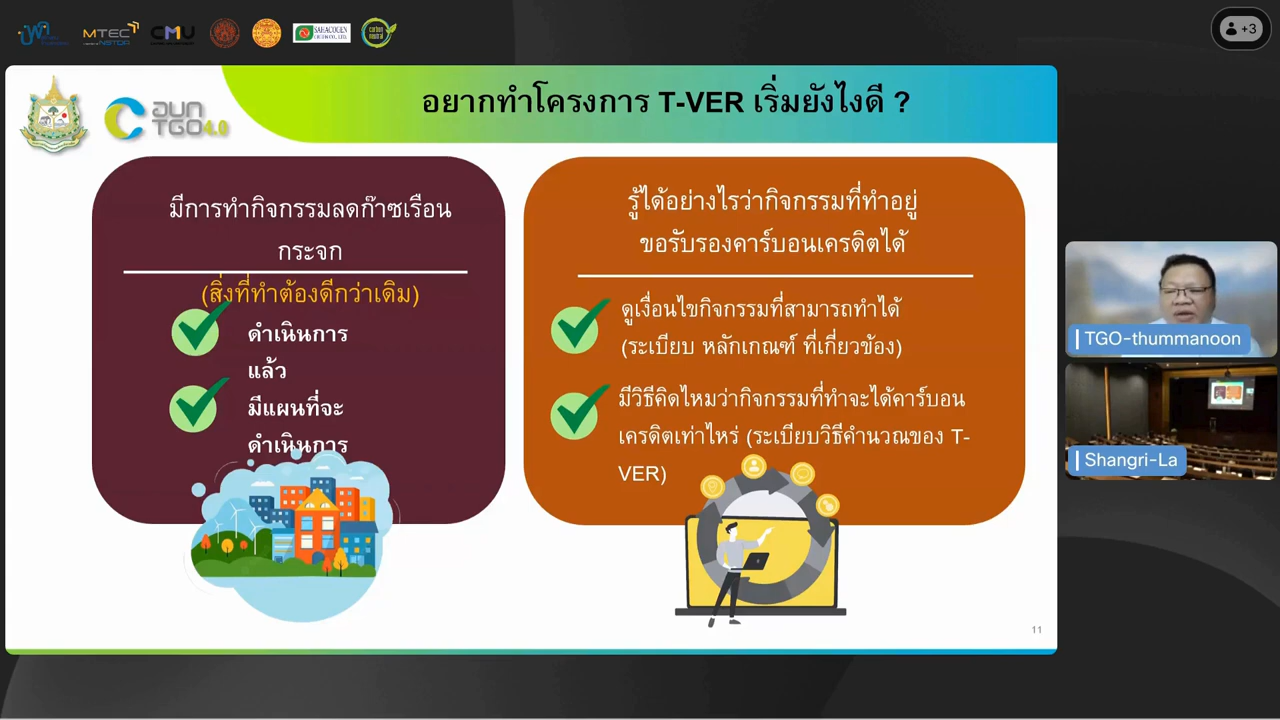 MTEC
NSTDA
CMU
SAHACOGEN
carbon
neutral
+3
TGO4.0
อยากทำโครงการ T-VER เริ่มยังไงดี ?
มีการทำกิจกรรมลดก๊าซเรือน
กระจก
(สิ่งที่ทำต้องดีกว่าเดิม)
ดำเนินการ
แล้ว
มีแผนที่จะ
ดำเนินการ
รู้ได้อย่างไรว่ากิจกรรมที่ทำอยู่
ขอรับรองคาร์บอนเครดิตได้
ดูเงื่อนไขกิจกรรมที่สามารถทำได้
(ระเบียบ หลักเกณฑ์ ที่เกี่ยวข้อง)
มีวิธีคิดไหมว่ากิจกรรมที่ทำจะได้คาร์บอน
เครดิตเท่าไหร่ (ระเบียบวิธีคำนวณของ T-
VER)
11
TGO-thummanoon
Shangri-La